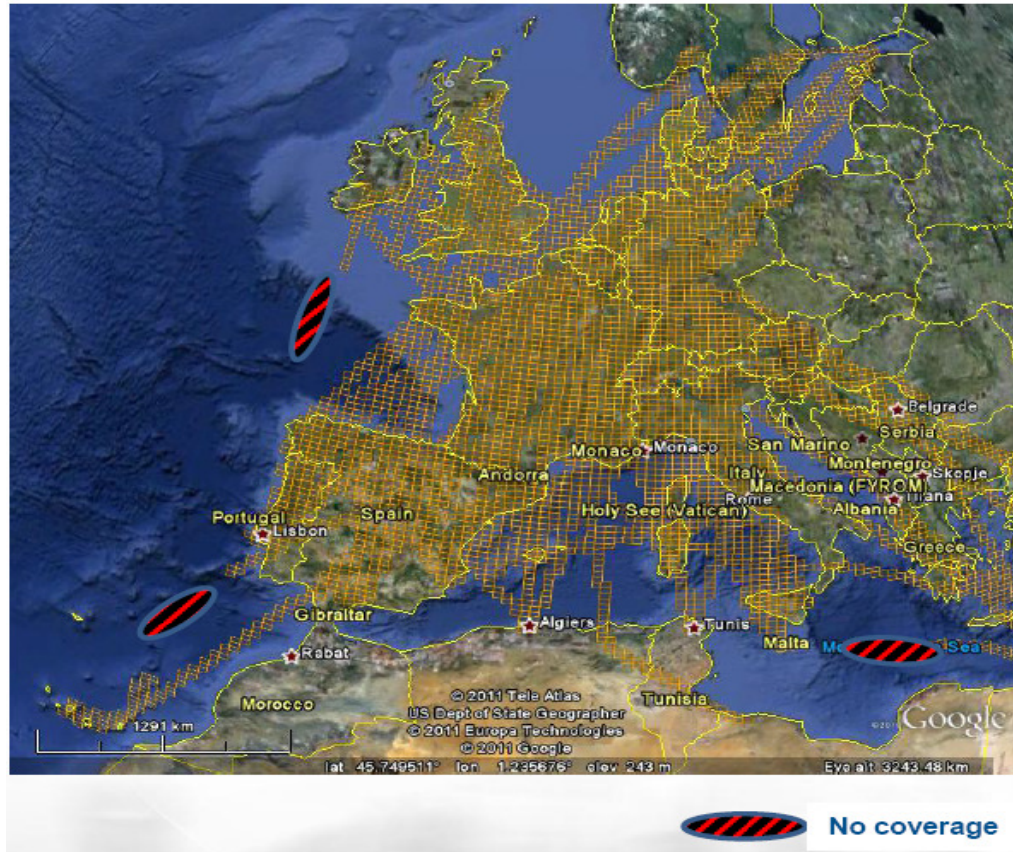 Belgrade
Serbia
Monaco
Monaco
San Marino
Montenegro
Skopje
Andorra
Italy
Macedonia (FYROM)
Tirana
Rome
Holy See (Vatican)
Albania
Portugal
Spain
Lisbon
Greece
Gibraltar
Algiers
Tunis
Malta
Sea
Rabat
Morocco
Tunisia
© 2011 Tele Atlas
US Dept of State Geographer
© 2011 Europa Technologies
© 2011 Google
Google
1291 km
lat 45.749511° lon 1.235676° elev 243 m
Eye alt 3243.48 km
No coverage